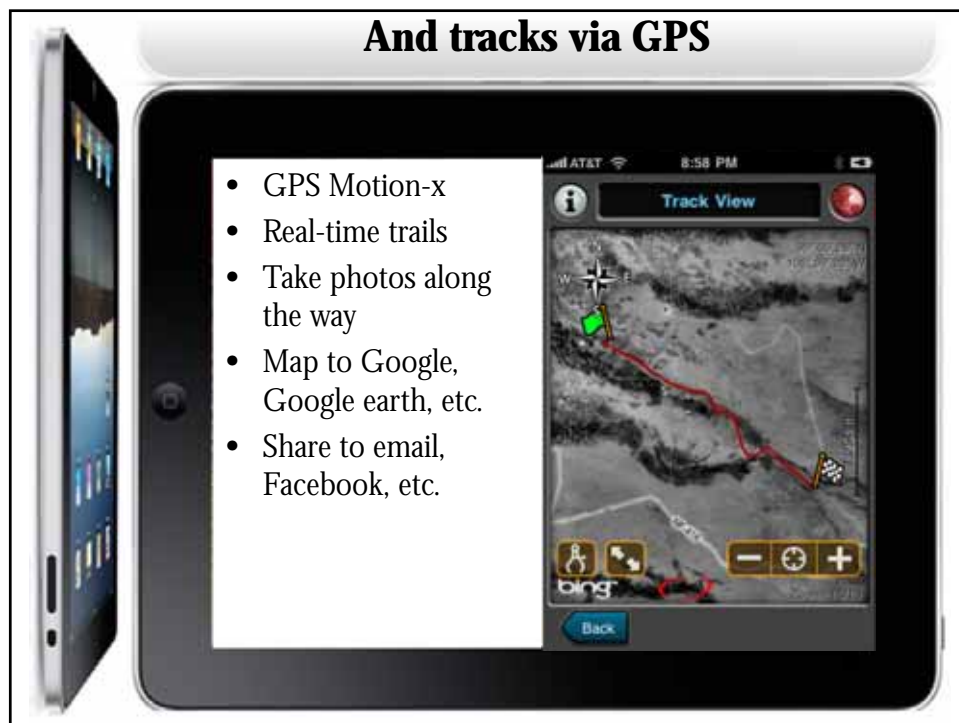 And tracks via GPS
• GPS Motion-x
• Real-time trails
• Take photos along
the way
• Map to Google,
Google earth, etc.
• Share to email,
Facebook, etc.
AT&T 8:58 PM
i
Track View
N
W E
bing
Back